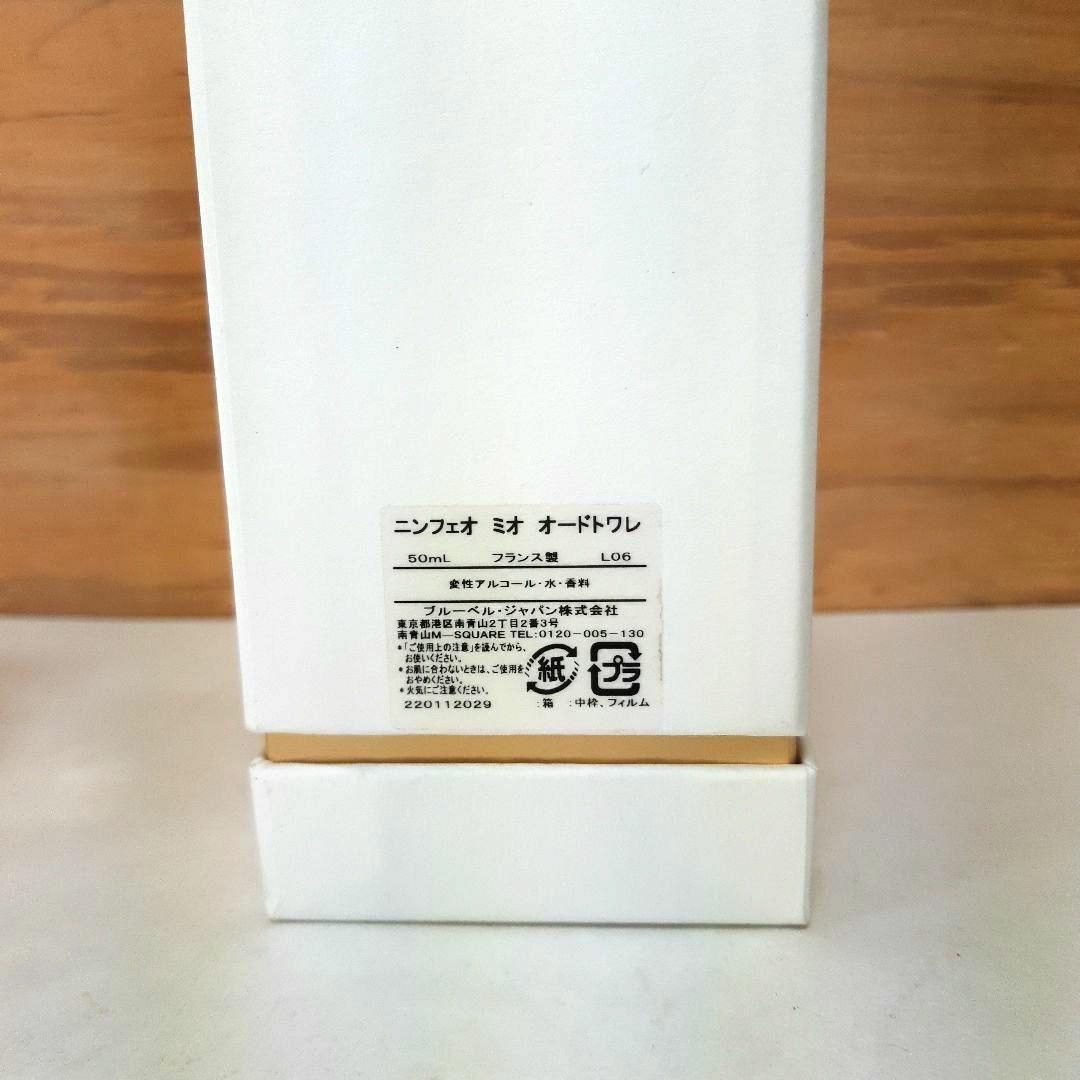 ニンフェオ ミオ オードトワレ
50mL フランス製 L06
変性アルコール・水・香料
ブルーベル・ジャパン株式会社
東京都港区南青山2丁目2番3号
南青山M—SQUARE TEL:0120-005-130
*「ご使用上の注意」を読んでから、
お使いください。
*お肌に合わないときは、ご使用を
おやめください。
*火気にご注意ください。
紙 プラ
220112029 :箱 :中枠、フィルム